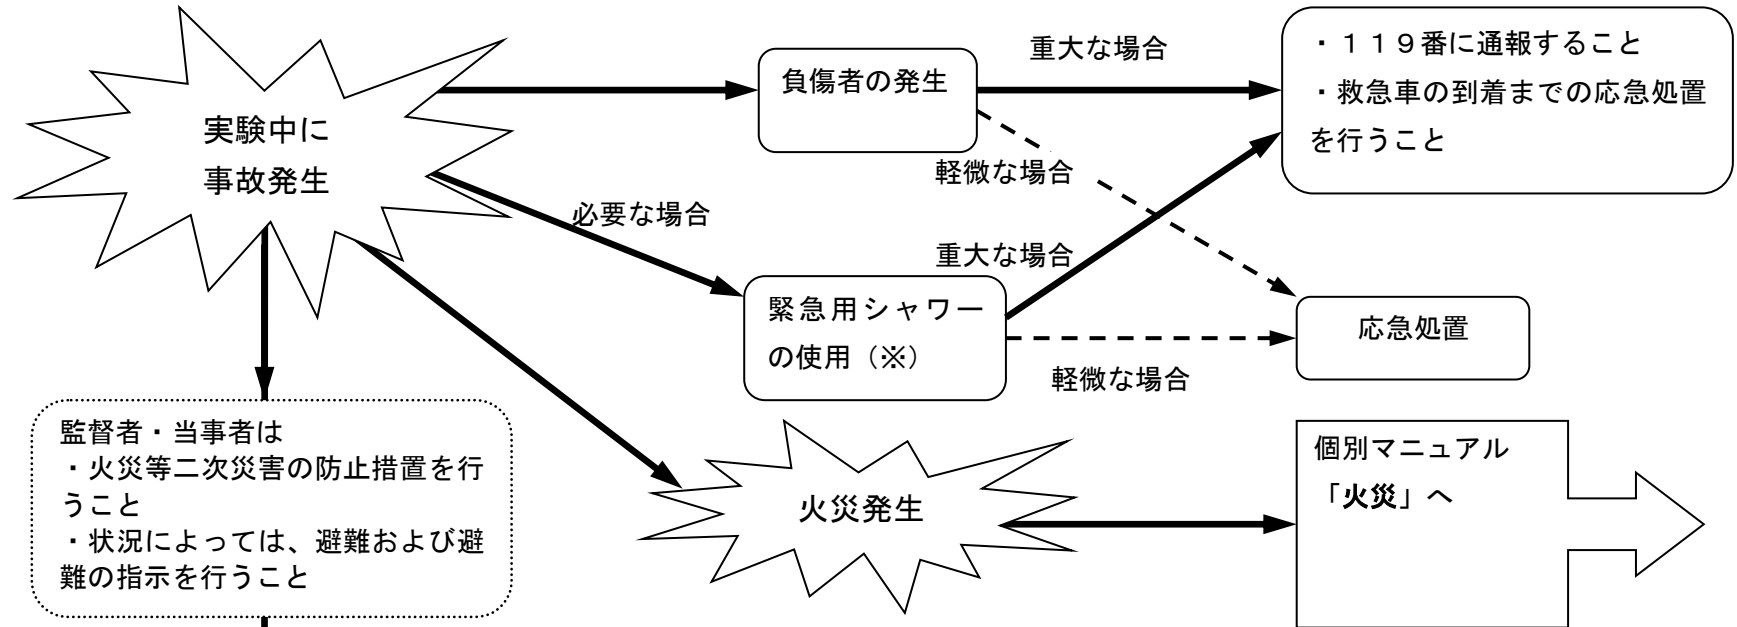 実験中に
事故発生
負傷者の発生
重大な場合
・１１９番に通報すること
・救急車の到着までの応急処置
を行うこと
軽微な場合
必要な場合
重大な場合
緊急用シャワー
の使用（※）
軽微な場合
応急処置
監督者・当事者は
・火災等二次災害の防止措置を行
うこと
・状況によっては、避難および避
難の指示を行うこと
火災発生
個別マニュアル
「火災」へ